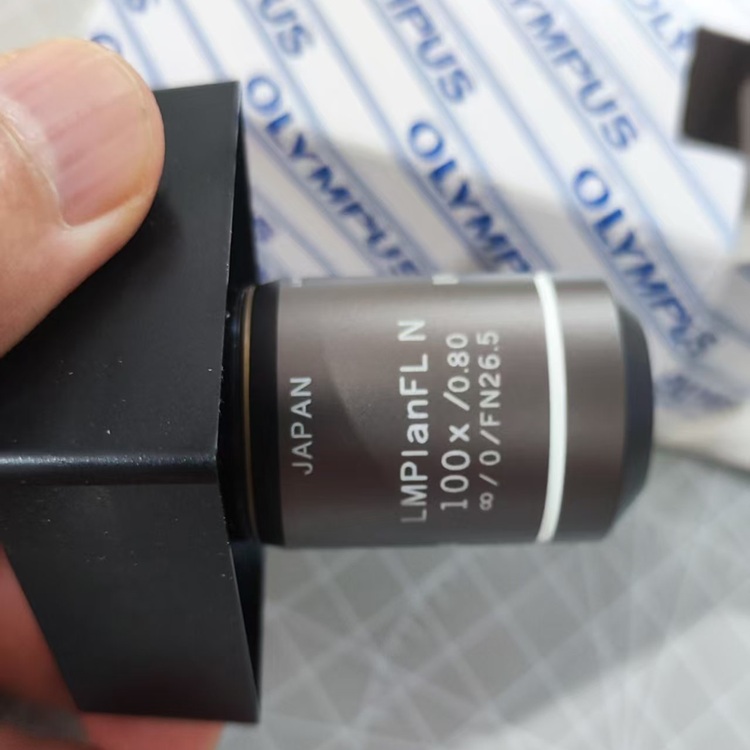 OLYMPUS
OLYMPUS
OLYMPUS
OLYMPUS
JAPAN
LMPlanFL N
100x/0.80
∞/0/FN26.5